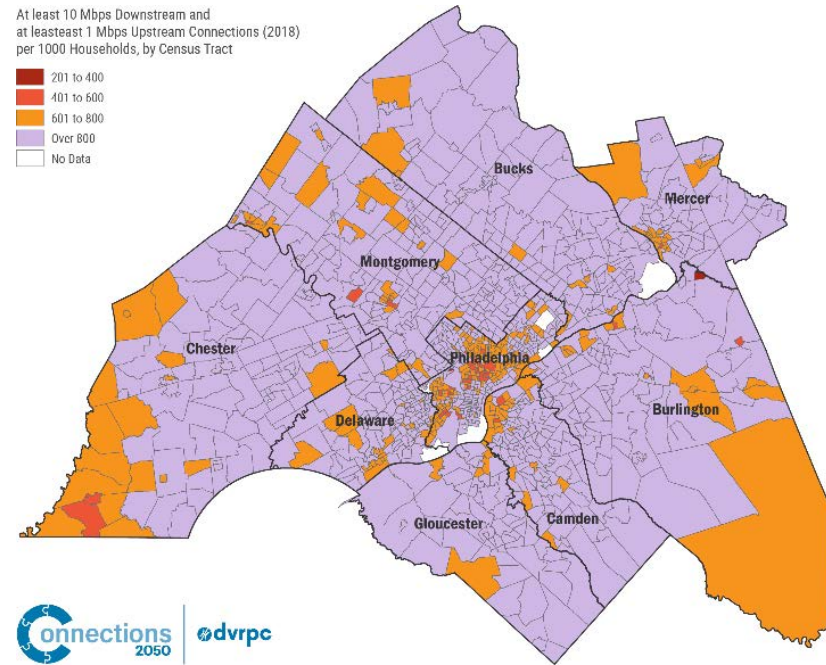 At least 10 Mbps Downstream and
at leasteast 1 Mbps Upstream Connections (2018)
per 1000 Households, by Census Tract
201 to 400
401 to 600
601 to 800
Over 800
No Data
Bucks
Mercer
Montgomery
Chester
Philadelphia
Delaware
Burlington
Gloucester
Camden
Connections
2050
dvrpc